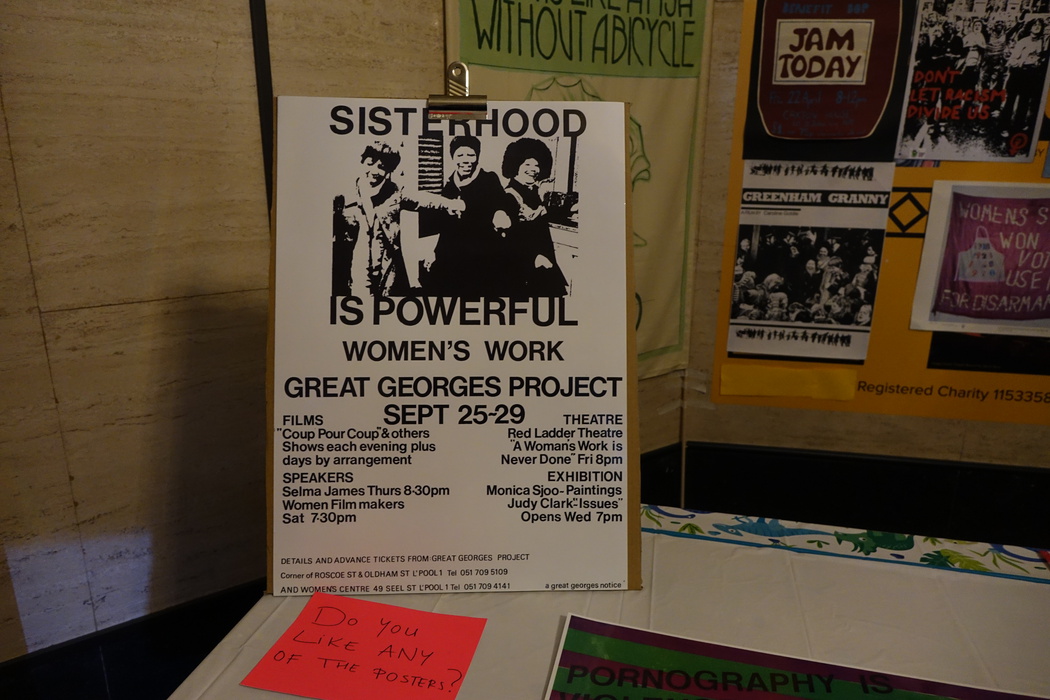 WITHOUT A BICYCLE
SISTERHOOD
IS POWERFUL
WOMEN'S WORK
GREAT GEORGES PROJECT
SEPT 25-29
FILMS
"Coup Pour Coup" & others
Shows each evening plus
days by arrangement
SPEAKERS
Selma James Thurs 8·30pm
Women Film makers
Sat 7·30pm
THEATRE
Red Ladder Theatre
"A Woman's Work is
Never Done" Fri 8pm
EXHIBITION
Monica Sjoo - Paintings
Judy Clark "Issues"
Opens Wed 7pm
DETAILS AND ADVANCE TICKETS FROM: GREAT GEORGES PROJECT
Corner of ROSCOE ST & OLDHAM ST L'POOL 1 Tel 051 709 5109
AND WOMENS CENTRE 49 SEEL ST L'POOL 1 Tel 051 709 4141
a great georges notice
DO YOU
LIKE ANY
OF THE POSTERS?
PORNOGRAPHY IS
BENEFIT FOR
JAM
TODAY
DON'T
LET RACISM
DIVIDE US
GREENHAM GRANNY
WOMENS S
WON
VO
USE
FOR DISARMA
Registered Charity 1153358